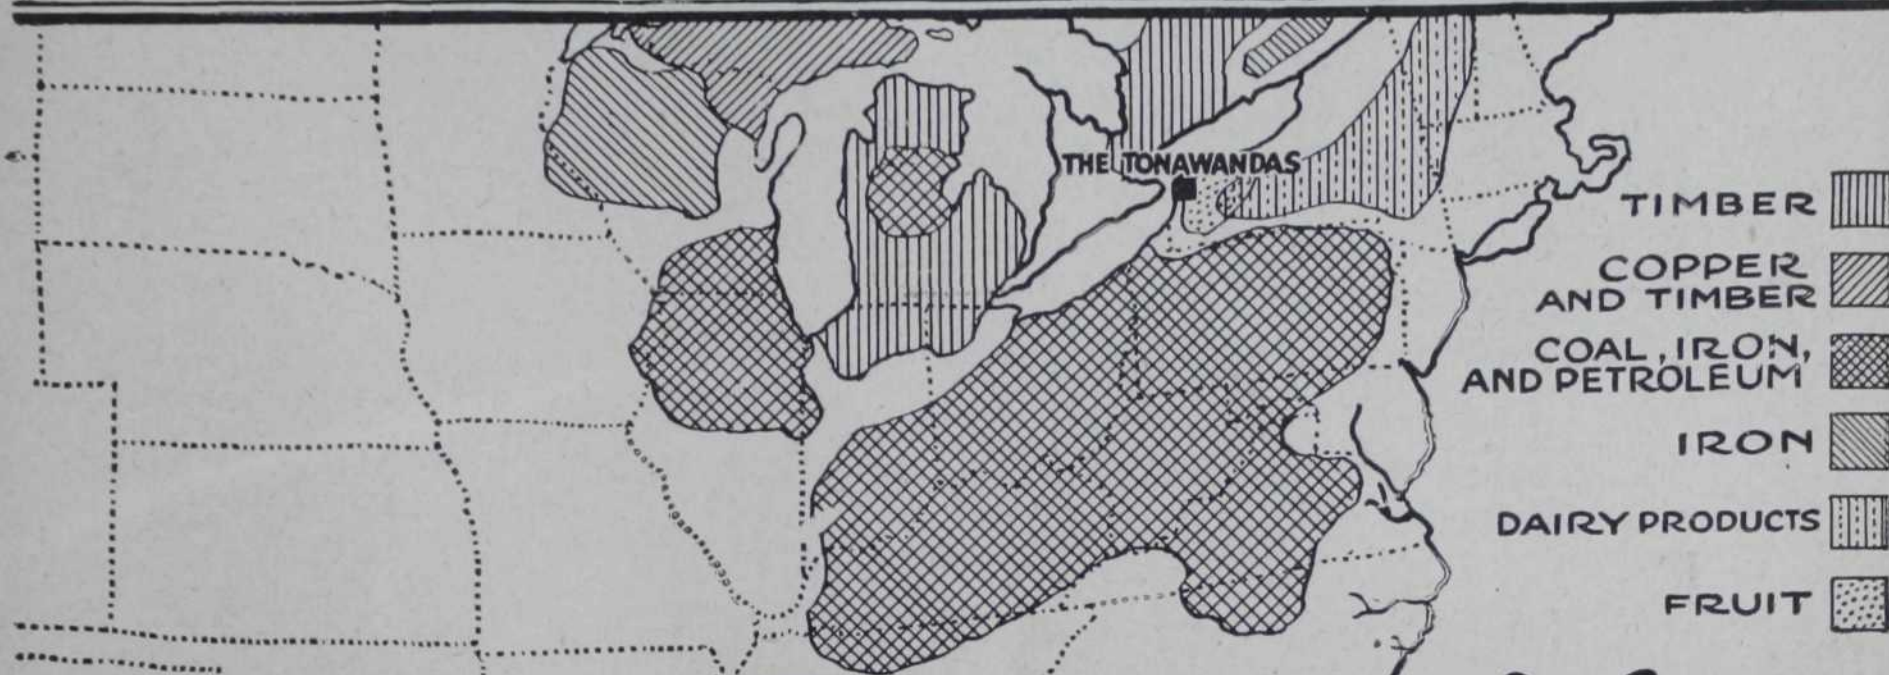 THE TONAWANDAS
TIMBER
COPPER
AND TIMBER
COAL, IRON,
AND PETROLEUM
IRON
DAIRY PRODUCTS
FRUIT